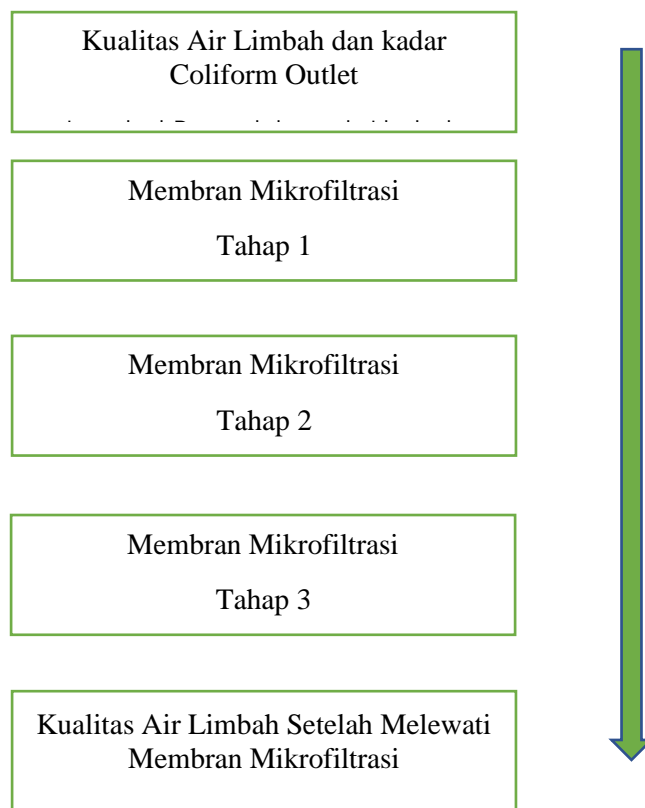 Kualitas Air Limbah dan kadar
Coliform Outlet
Membran Mikrofiltrasi
Tahap 1
Membran Mikrofiltrasi
Tahap 2
Membran Mikrofiltrasi
Tahap 3
Kualitas Air Limbah Setelah Melewati
Membran Mikrofiltrasi